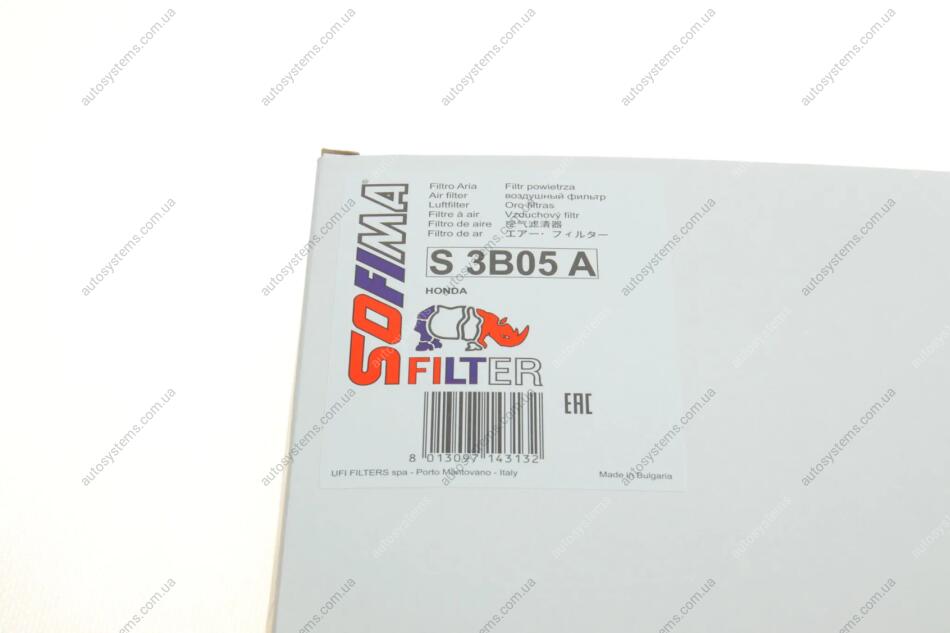 SOFIMA
Filtro Aria
Air filter
Luftfilter
Filtre à air
Filtro de aire
Filtro de ar
Filtr powietrza
воздушный фильтр
Oro filtras
Vzduchový filtr
空气滤清器
エアー・フィルター
S 3B05 A
HONDA
FILTER
EAC
8 013097 143132
UFI FILTERS spa - Porto Mantovano - Italy
Made in Bulgaria
autosystems.com.ua